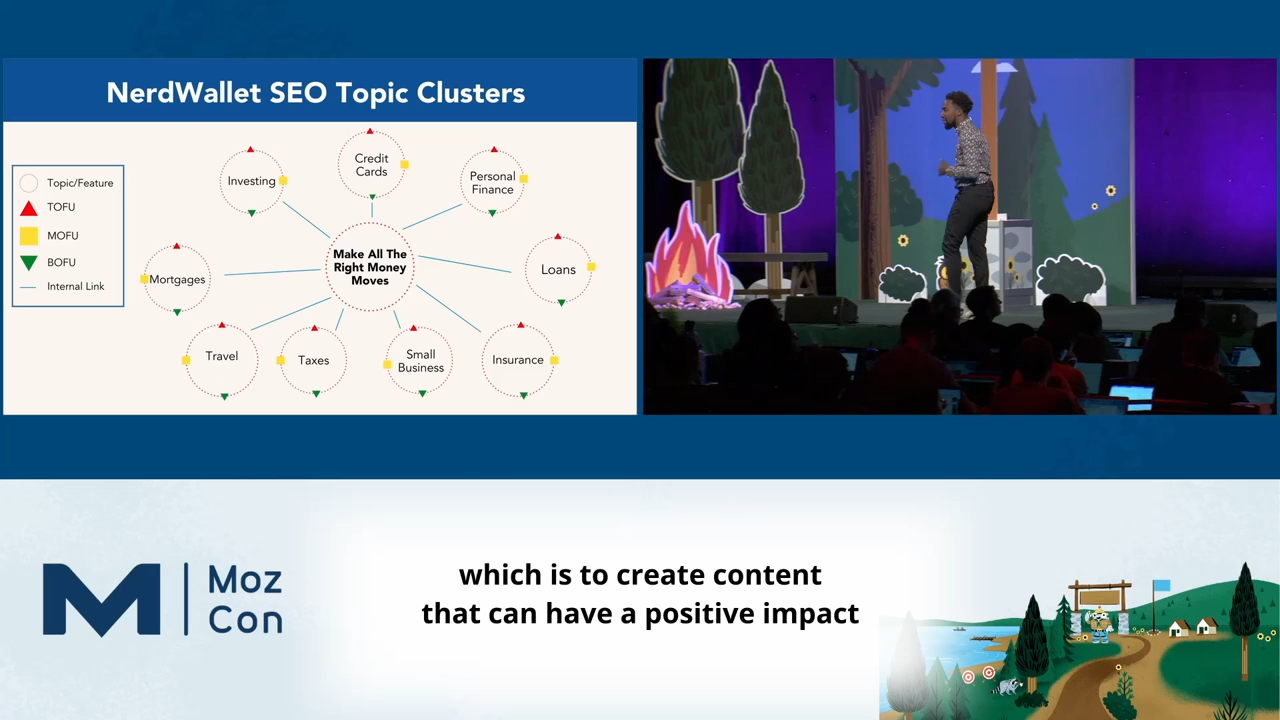 NerdWallet SEO Topic Clusters
Topic/Feature
TOFU
MOFU
BOFU
Internal Link
Credit
Cards
Investing
Personal
Finance
Make All The
Right Money
Moves
Mortgages
Loans
Travel
Taxes
Small
Business
Insurance
Moz
Con
which is to create content
that can have a positive impact